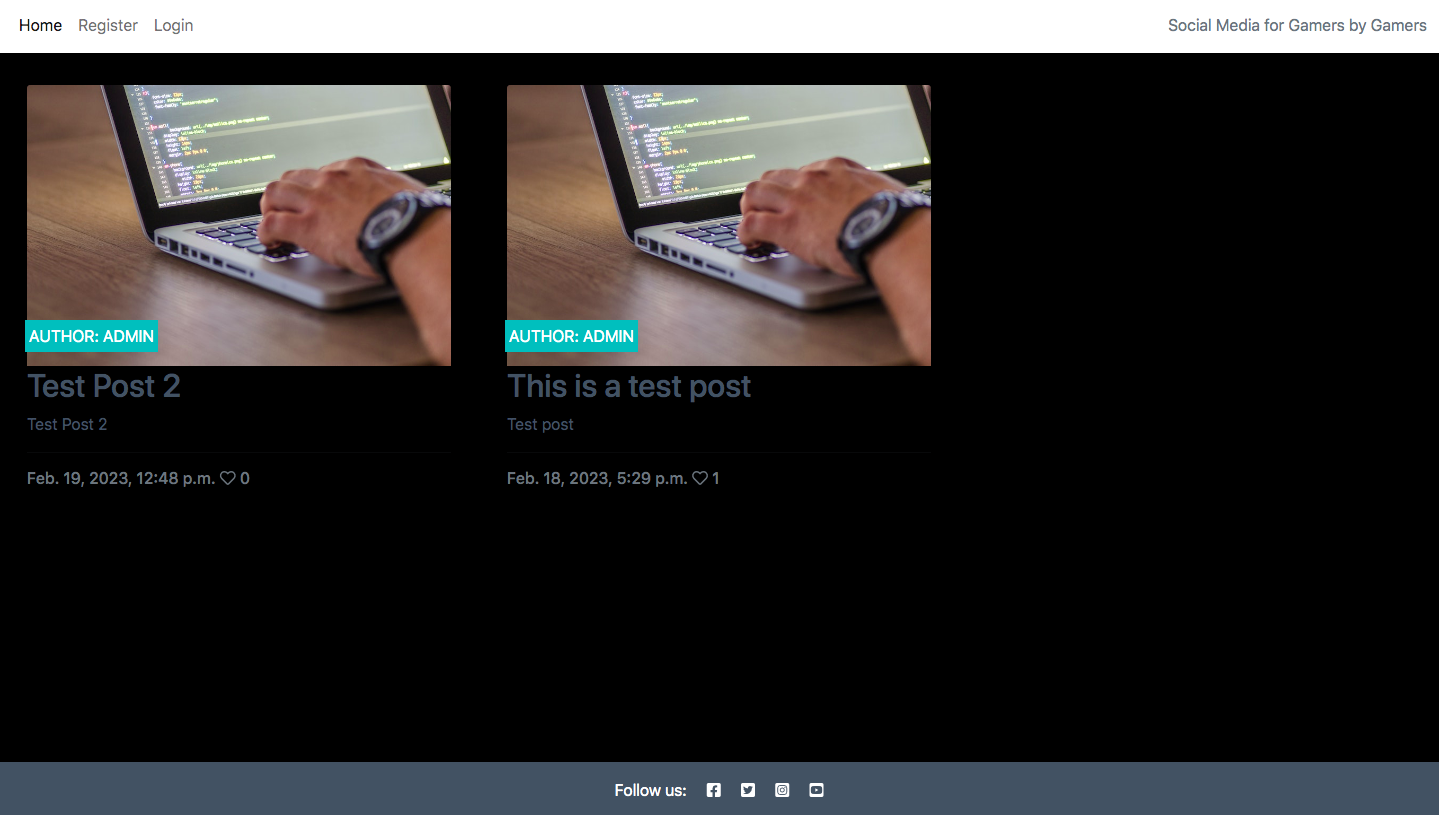 Home Register Login Social Media for Gamers by Gamers
AUTHOR: ADMIN
Test Post 2
Test Post 2
Feb. 19, 2023, 12:48 p.m. 0
AUTHOR: ADMIN
This is a test post
Test post
Feb. 18, 2023, 5:29 p.m. 1
Follow us: